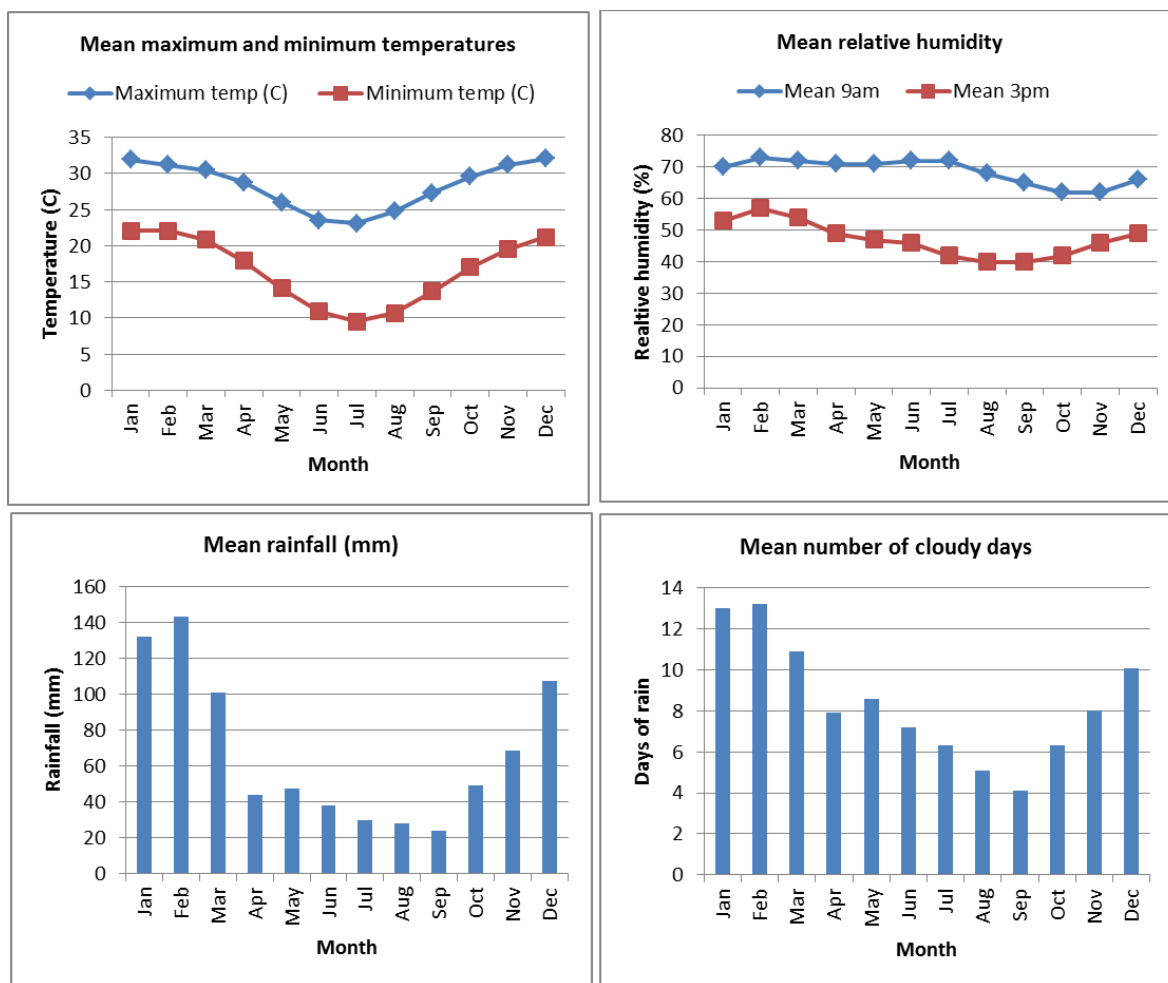 Mean maximum and minimum temperatures
Maximum temp (C) Minimum temp (C)
35
30
25
20
15
10
5
0
Temperature (C)
Jan Feb Mar Apr May Jun Jul Aug Sep Oct Nov Dec
Month
Mean relative humidity
Mean 9am Mean 3pm
80
70
60
50
40
30
20
10
0
Realtive humidity (%)
Jan Feb Mar Apr May Jun Jul Aug Sep Oct Nov Dec
Month
Mean rainfall (mm)
160
140
120
100
80
60
40
20
0
Rainfall (mm)
Jan Feb Mar Apr May Jun Jul Aug Sep Oct Nov Dec
Month
Mean number of cloudy days
14
12
10
8
6
4
2
0
Days of rain
Jan Feb Mar Apr May Jun Jul Aug Sep Oct Nov Dec
Month